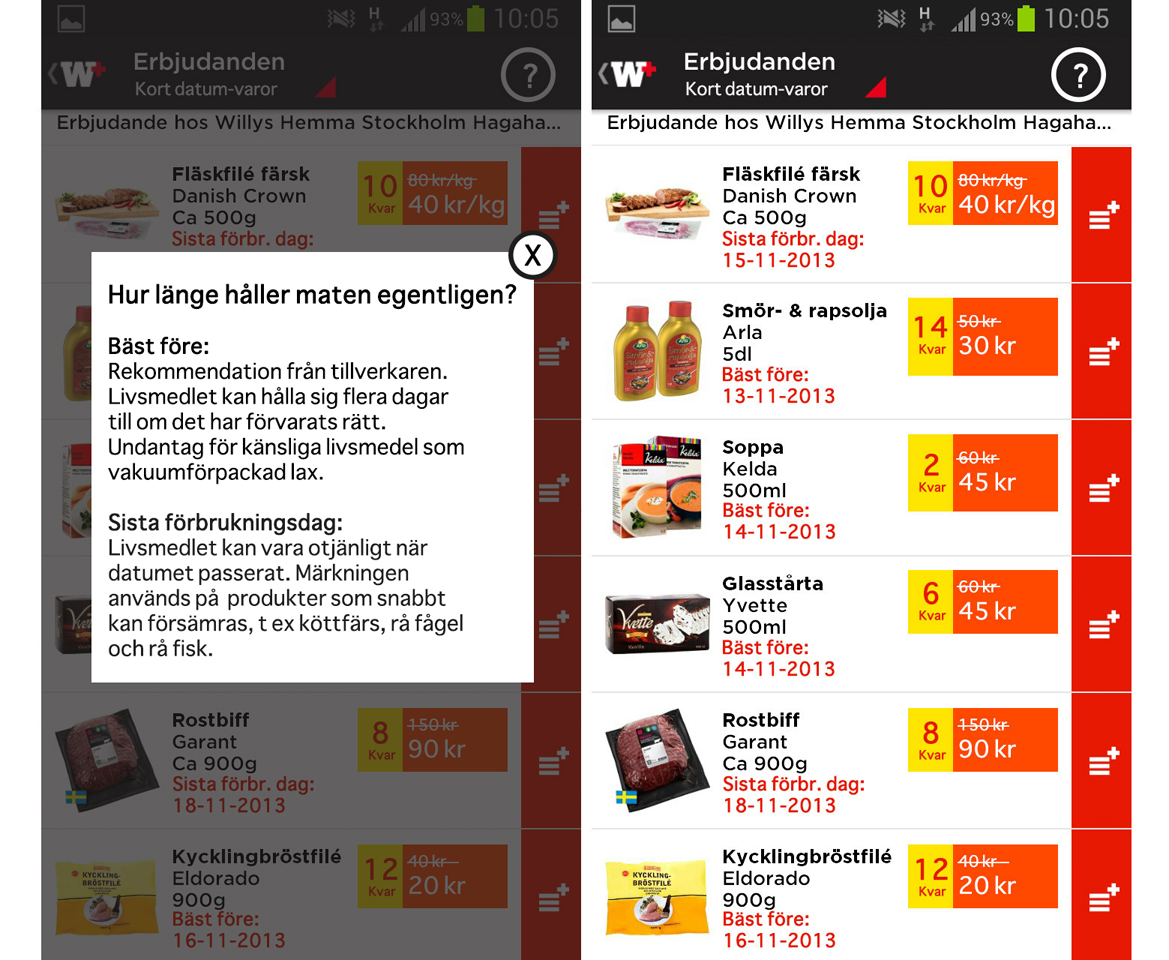 H
93%
10:05
W+
Erbjudanden
Kort datum-varor
?
Erbjudande hos Willys Hemma Stockholm Hagaha...
Fläskfilé färsk
Danish Crown
Ca 500g
Sista förbr. dag:
10
Kvar
80 kr/kg
40 kr/kg
X
Hur länge håller maten egentligen?
Bäst före:
Rekommendation från tillverkaren.
Livsmedlet kan hålla sig flera dagar
till om det har förvarats rätt.
Undantag för känsliga livsmedel som
vakuumförpackad lax.
Sista förbrukningsdag:
Livsmedlet kan vara otjänligt när
datumet passerat. Märkningen
används på  produkter som snabbt
kan försämras, t ex köttfärs, rå fågel
och rå fisk.
Rostbiff
Garant
Ca 900g
Sista förbr. dag:
18-11-2013
8
Kvar
150 kr
90 kr
KYCKLING-
BRÖSTFILÉ
Kycklingbröstfilé
Eldorado
900g
Bäst före:
16-11-2013
12
Kvar
40 kr
20 kr
H
93%
10:05
W+
Erbjudanden
Kort datum-varor
?
Erbjudande hos Willys Hemma Stockholm Hagaha...
Fläskfilé färsk
Danish Crown
Ca 500g
Sista förbr. dag:
15-11-2013
10
Kvar
80 kr/kg
40 kr/kg
Arla
Smör- & rapsolja
Arla
5dl
Bäst före:
13-11-2013
14
Kvar
50 kr
30 kr
Kelda
Kelda
Soppa
Kelda
500ml
Bäst före:
14-11-2013
2
Kvar
60 kr
45 kr
Yvette
Glasstårta
Yvette
500ml
Bäst före:
14-11-2013
6
Kvar
60 kr
45 kr
Rostbiff
Garant
Ca 900g
Sista förbr. dag:
18-11-2013
8
Kvar
150 kr
90 kr
KYCKLING-
BRÖSTFILÉ
Kycklingbröstfilé
Eldorado
900g
Bäst före:
16-11-2013
12
Kvar
40 kr
20 kr